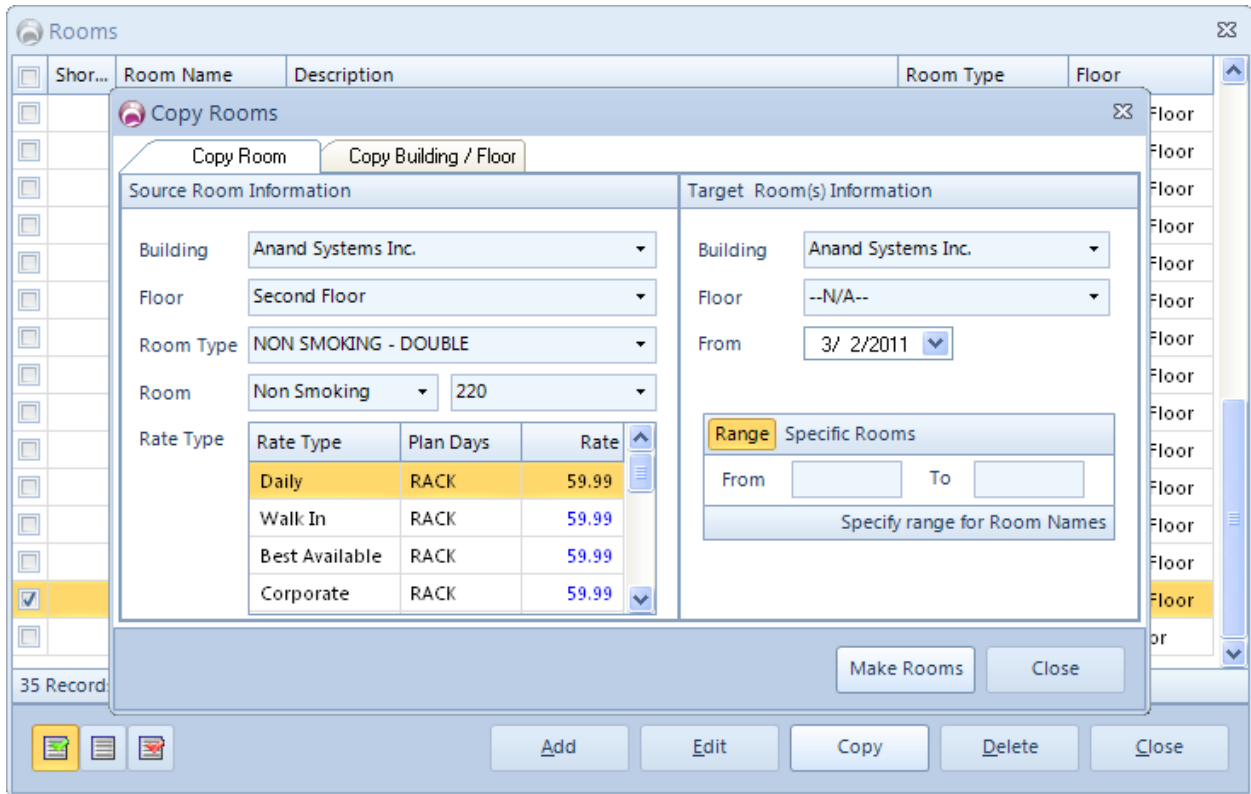 Rooms
Shor... Room Name Description Room Type Floor
Copy Rooms
Floor
Copy Room Copy Building / Floor
Floor
Source Room Information Target Room(s) Information
Floor
Floor
Building Anand Systems Inc. Building Anand Systems Inc.
Floor
Floor Second Floor Floor --N/A--
Floor
Room Type NON SMOKING - DOUBLE From 3/ 2/2011
Floor
Floor
Room Non Smoking 220
Floor
Rate Type Rate Type Plan Days Rate Range Specific Rooms
Floor
Daily RACK 59.99 From To
Floor
Walk In RACK 59.99 Specify range for Room Names
Floor
Best Available RACK 59.99
Floor
Corporate RACK 59.99
Floor
or
Make Rooms Close
35 Record
Add Edit Copy Delete Close